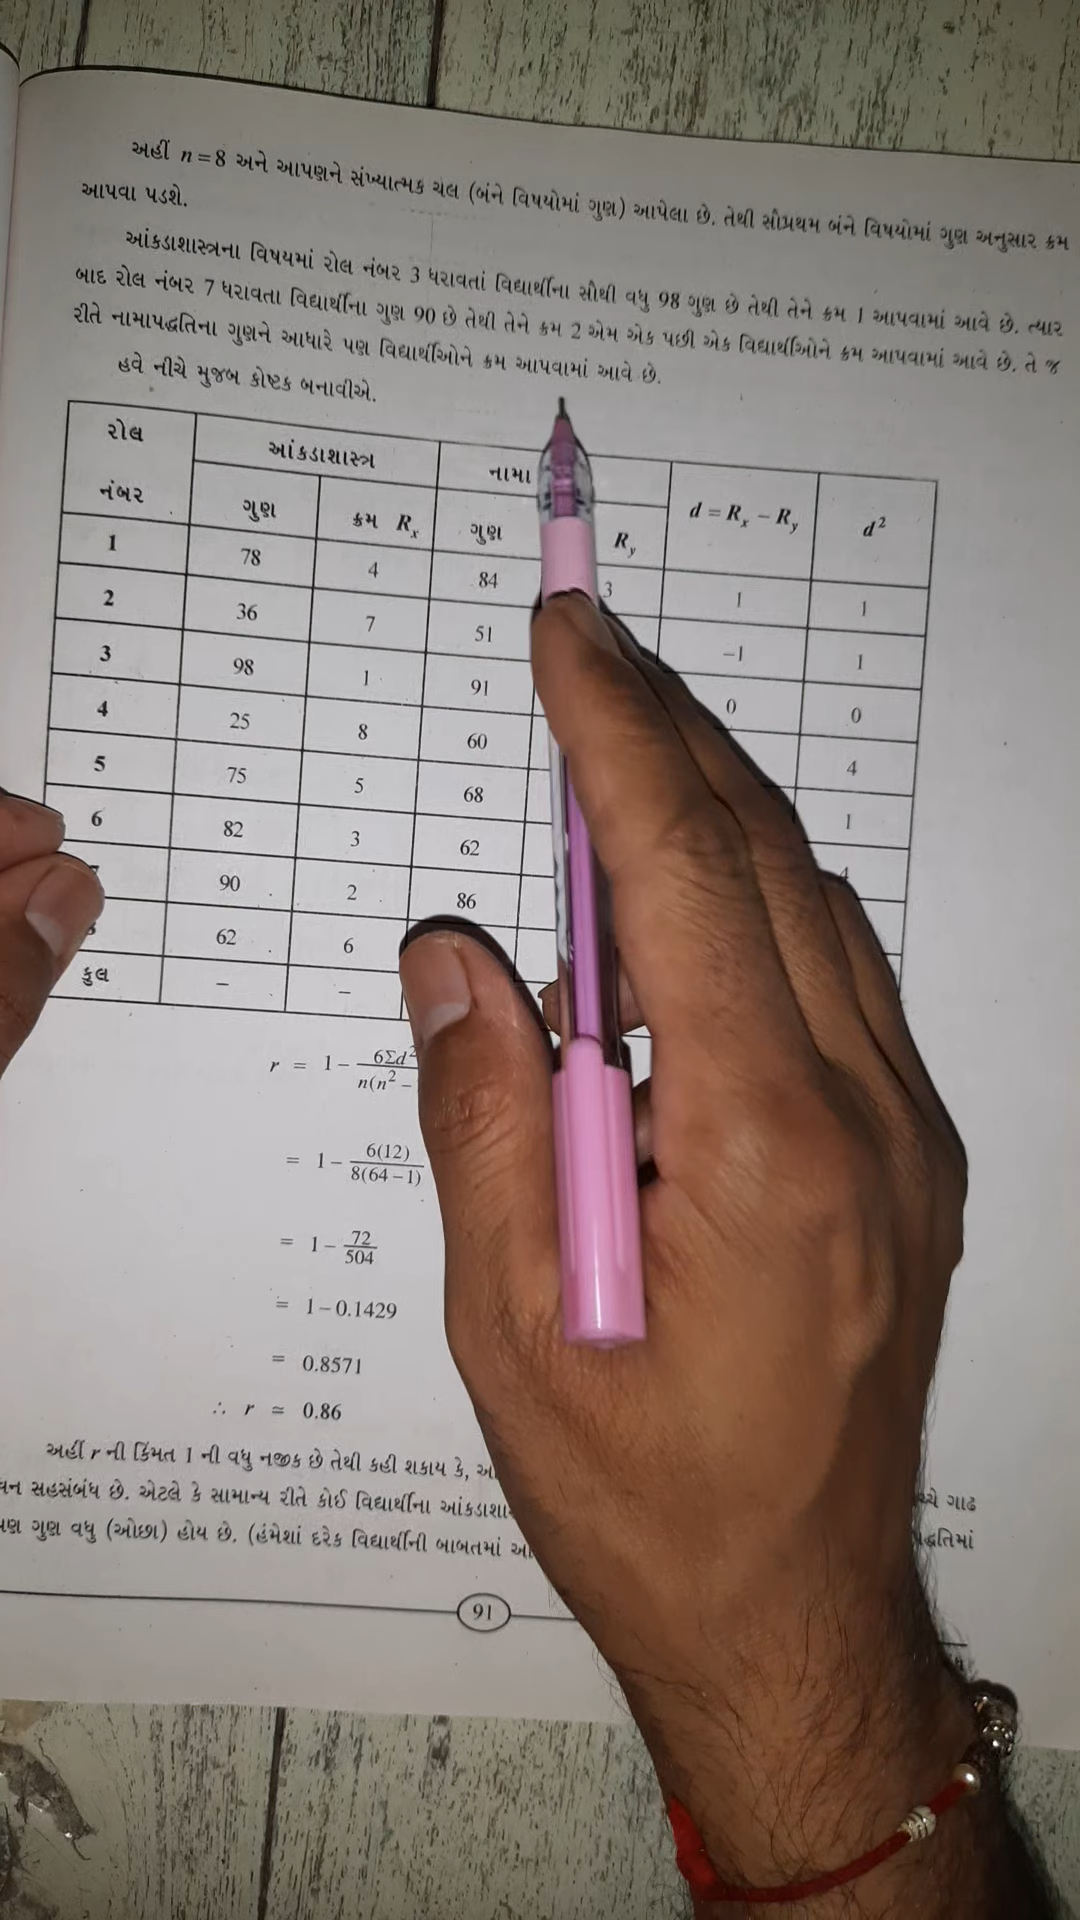 અહીં n = 8 અને આપણને સંખ્યાત્મક ચલ (બંને વિષયોમાં ગુણ) આપેલા છે. તેથી સૌપ્રથમ બંને વિષયોમાં ગુણ અનુસાર ક્રમ
આપવા પડશે.
આંકડાશાસ્ત્રના વિષયમાં રોલ નંબર 3 ધરાવતાં વિદ્યાર્થીના સૌથી વધુ 98 ગુણ છે તેથી તેને ક્રમ 1 આપવામાં આવે છે. ત્યાર
બાદ રોલ નંબર 7 ધરાવતા વિદ્યાર્થીના ગુણ 90 છે તેથી તેને ક્રમ 2 એમ એક પછી એક વિદ્યાર્થીઓને ક્રમ આપવામાં આવે છે. તે જ
રીતે નામાપદ્ધતિના ગુણને આધારે પણ વિદ્યાર્થીઓને ક્રમ આપવામાં આવે છે.
હવે નીચે મુજબ કોષ્ટક બનાવીએ.
રોલ નંબર આંકડાશાસ્ત્ર નામા d = Rx – Ry d²
ગુણ ક્રમ Rx ગુણ Ry
1 78 4 84 3 1 1
2 36 7 51 –1 1
3 98 1 91 0 0
4 25 8 60 4
5 75 5 68 1
6 82 3 62 4
90 2 86
62 6
કુલ – –
r = 1 – 6Σd² / n(n² –
= 1 – 6(12) / 8(64 – 1)
= 1 – 72 / 504
= 1 – 0.1429
= 0.8571
∴ r ≃ 0.86
અહીં r ની કિંમત 1 ની વધુ નજીક છે તેથી કહી શકાય કે,
સહસંબંધ છે. એટલે કે સામાન્ય રીતે કોઈ વિદ્યાર્થીના ગાઢ
ગુણ વધુ (ઓછા) હોય છે. (હંમેશાં દરેક વિદ્યાર્થીની બાબતમાં
91